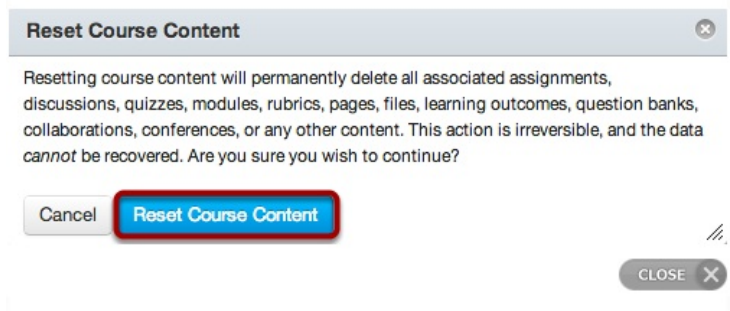 Reset Course Content
Resetting course content will permanently delete all associated assignments,
discussions, quizzes, modules, rubrics, pages, files, learning outcomes, question banks,
collaborations, conferences, or any other content. This action is irreversible, and the data
cannot be recovered. Are you sure you wish to continue?
Cancel Reset Course Content
CLOSE